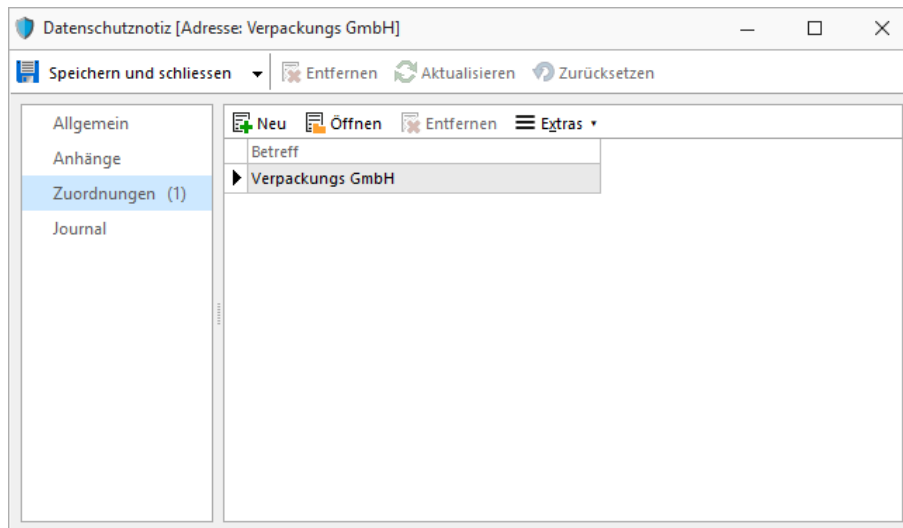 Datenschutznotiz [Adresse: Verpackungs GmbH]
Speichern und schliessen Entfernen Aktualisieren Zurücksetzen
Allgemein
Anhänge
Zuordnungen (1)
Journal
Neu Öffnen Entfernen Extras
Betreff
Verpackungs GmbH